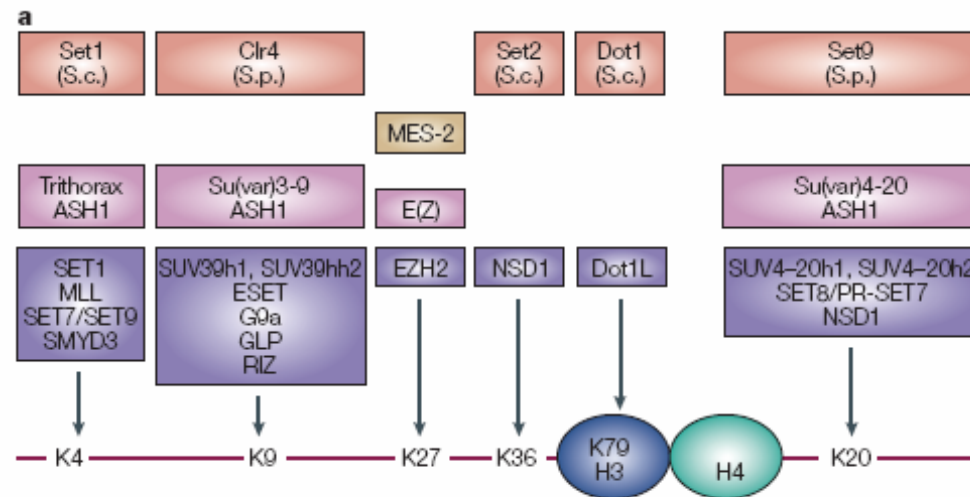 a
Set1
(S.c.)
Clr4
(S.p.)
Set2
(S.c.)
Dot1
(S.c.)
Set9
(S.p.)
MES-2
Trithorax
ASH1
Su(var)3-9
ASH1
E(Z)
Su(var)4-20
ASH1
SET1
MLL
SET7/SET9
SMYD3
SUV39h1, SUV39hh2
ESET
G9a
GLP
RIZ
EZH2
NSD1
Dot1L
SUV4–20h1, SUV4–20h2
SET8/PR-SET7
NSD1
K4
K9
K27
K36
K79
H3
H4
K20